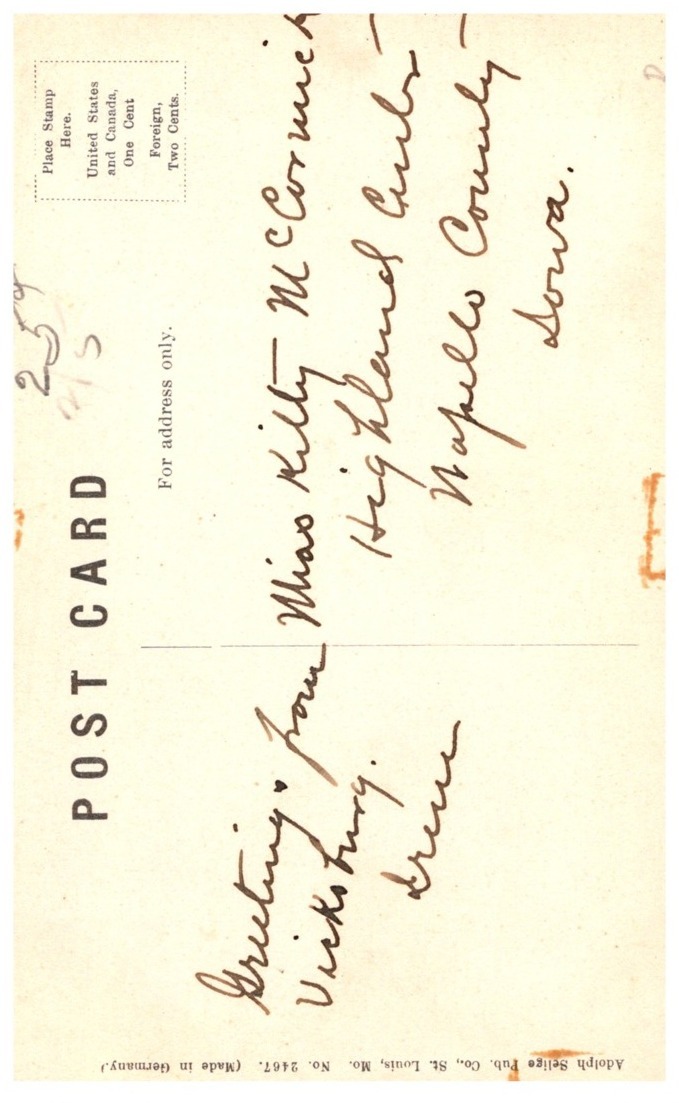 POST CARD
Place Stamp
Here.
United States
and Canada,
One Cent
Foreign,
Two Cents.
259
For address only.
Greetings from
Vicksburg.
Irene
Miss Kitty McCormick
Highland Center
Wapello County
Iowa.
Adolph Selige Pub. Co., St. Louis, Mo. No. 2467. (Made in Germany.)